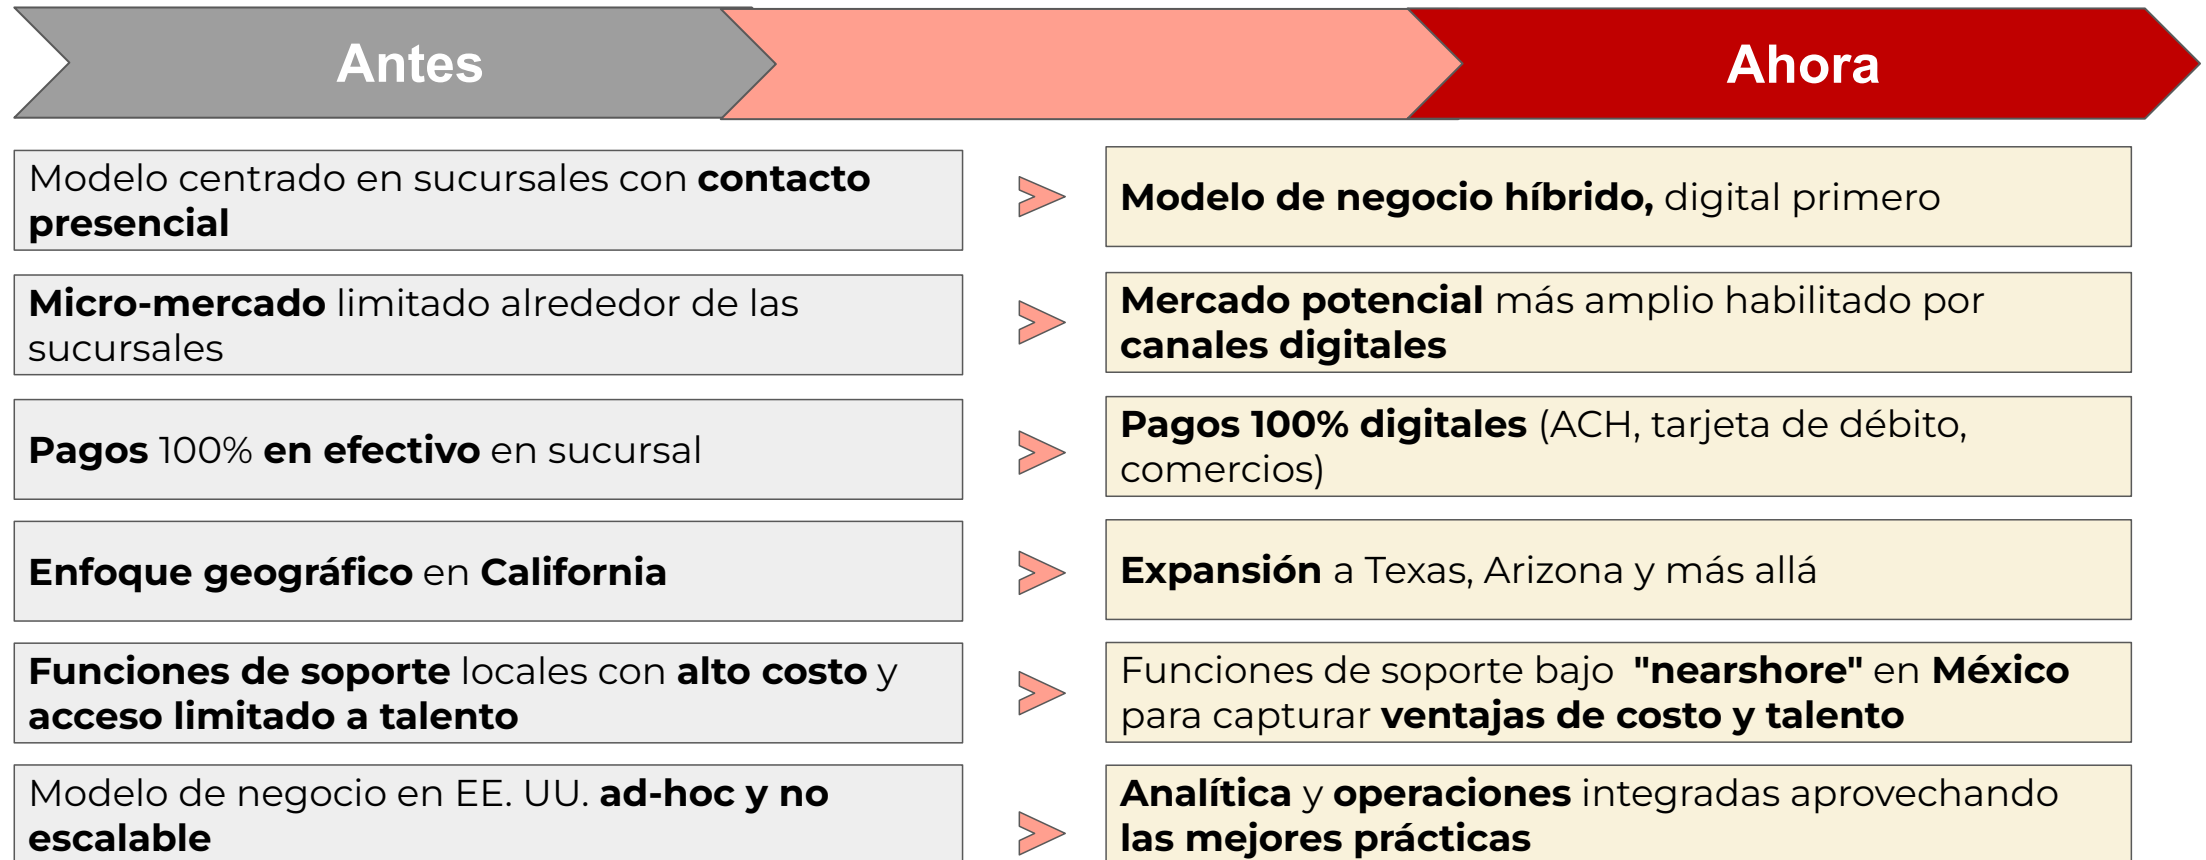 Antes
Ahora
Modelo centrado en sucursales con contacto
presencial
Modelo de negocio híbrido, digital primero
Micro-mercado limitado alrededor de las
sucursales
Mercado potencial más amplio habilitado por
canales digitales
Pagos 100% en efectivo en sucursal
Pagos 100% digitales (ACH, tarjeta de débito,
comercios)
Enfoque geográfico en California
Expansión a Texas, Arizona y más allá
Funciones de soporte locales con alto costo y
acceso limitado a talento
Funciones de soporte bajo "nearshore" en México
para capturar ventajas de costo y talento
Modelo de negocio en EE. UU. ad-hoc y no
escalable
Analítica y operaciones integradas aprovechando
las mejores prácticas